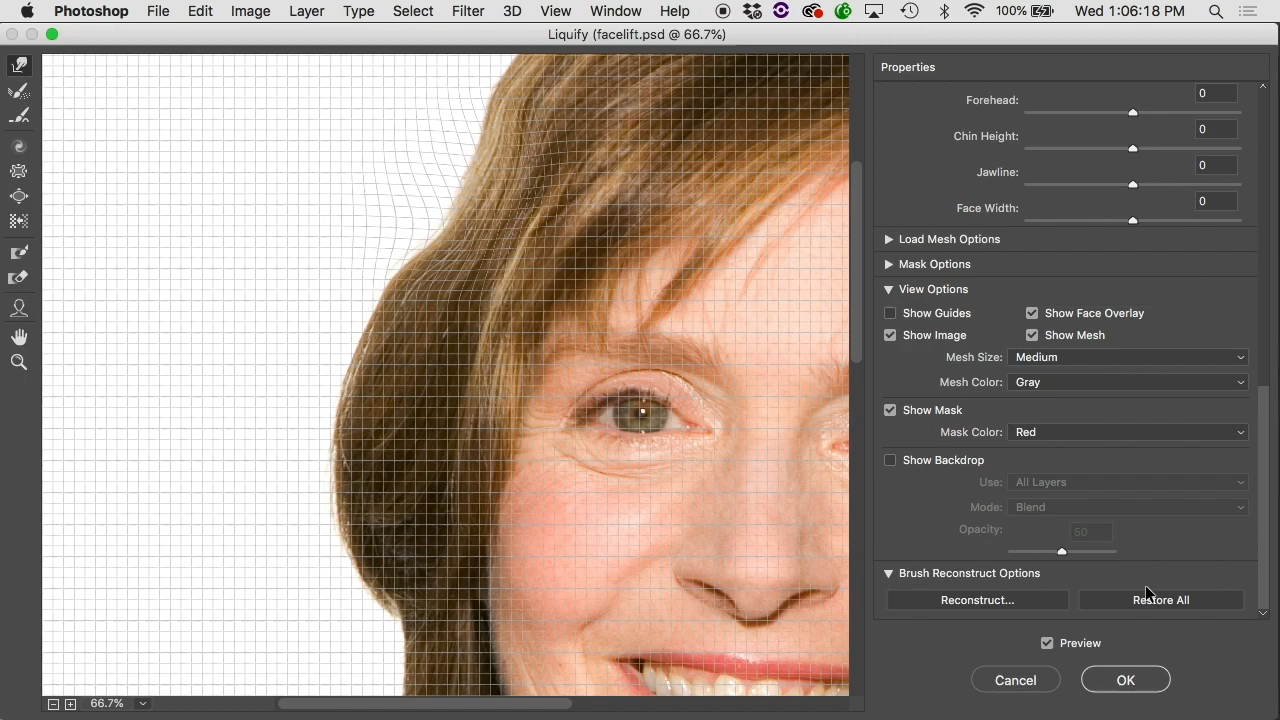 Photoshop File Edit Image Layer Type Select Filter 3D View Window Help 100% Wed 1:06:18 PM
Liquify (facelift.psd @ 66.7%)
Properties
Forehead: 0
Chin Height: 0
Jawline: 0
Face Width: 0
Load Mesh Options
Mask Options
View Options
Show Guides Show Face Overlay
Show Image Show Mesh
Mesh Size: Medium
Mesh Color: Gray
Show Mask
Mask Color: Red
Show Backdrop
Use: All Layers
Mode: Blend
Opacity: 50
Brush Reconstruct Options
Reconstruct... Restore All
Preview
Cancel OK
66.7%